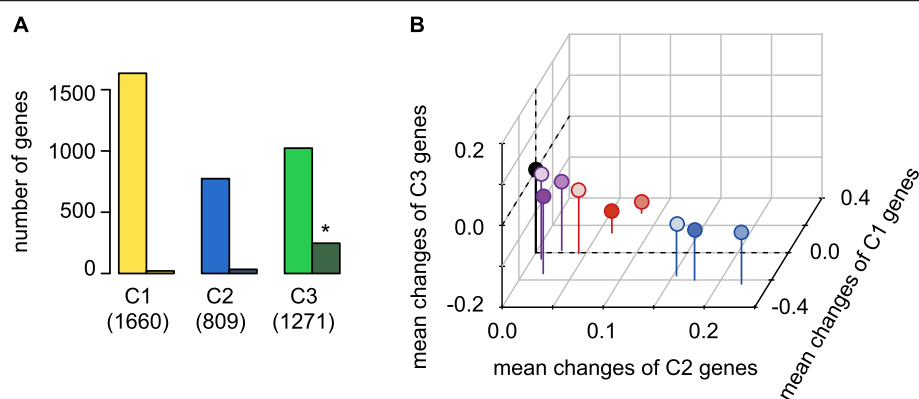 A
number of genes
1500
1000
500
0
*
C1 C2 C3
(1660) (809) (1271)
B
mean changes of C3 genes
0.2
0.0
-0.2
0.0 0.1 0.2
mean changes of C2 genes
0.4
0.0
-0.4
mean changes of C1 genes